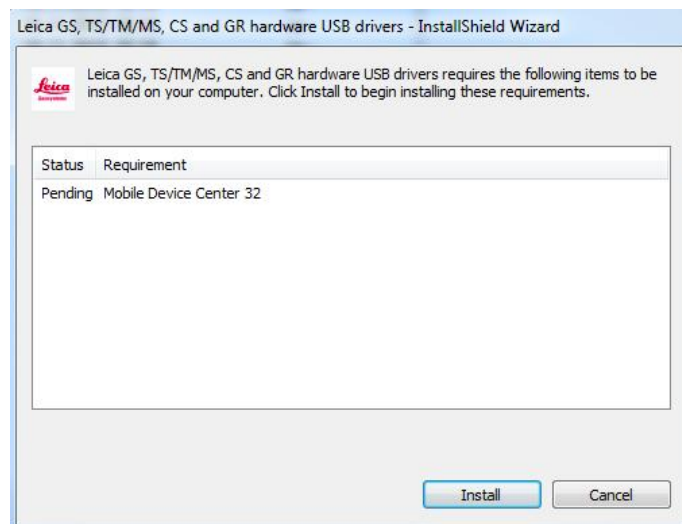 Leica GS, TS/TM/MS, CS and GR hardware USB drivers - InstallShield Wizard
Leica
Leica GS, TS/TM/MS, CS and GR hardware USB drivers requires the following items to be
installed on your computer. Click Install to begin installing these requirements.
Status Requirement
Pending Mobile Device Center 32
Install Cancel